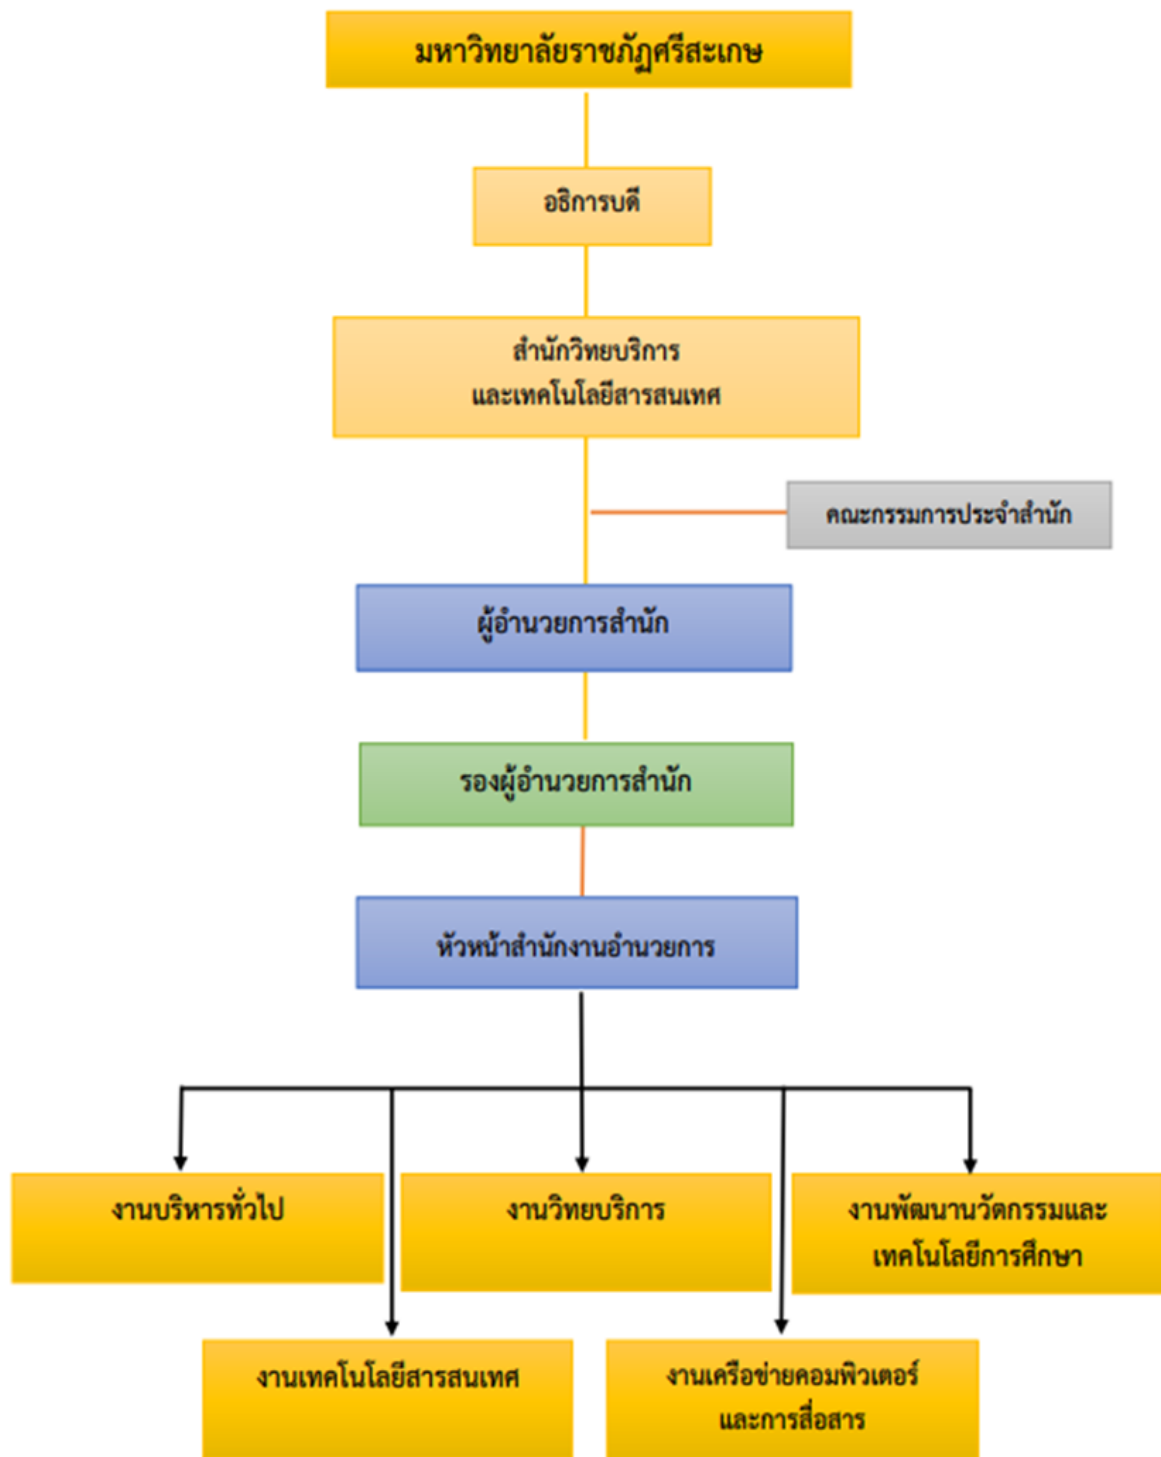 มหาวิทยาลัยราชภัฏศรีสะเกษ
อธิการบดี
สำนักวิทยบริการ
และเทคโนโลยีสารสนเทศ
คณะกรรมการประจำสำนัก
ผู้อำนวยการสำนัก
รองผู้อำนวยการสำนัก
หัวหน้าสำนักงานอำนวยการ
งานบริหารทั่วไป
งานวิทยบริการ
งานพัฒนานวัตกรรมและ
เทคโนโลยีการศึกษา
งานเทคโนโลยีสารสนเทศ
งานเครือข่ายคอมพิวเตอร์
และการสื่อสาร